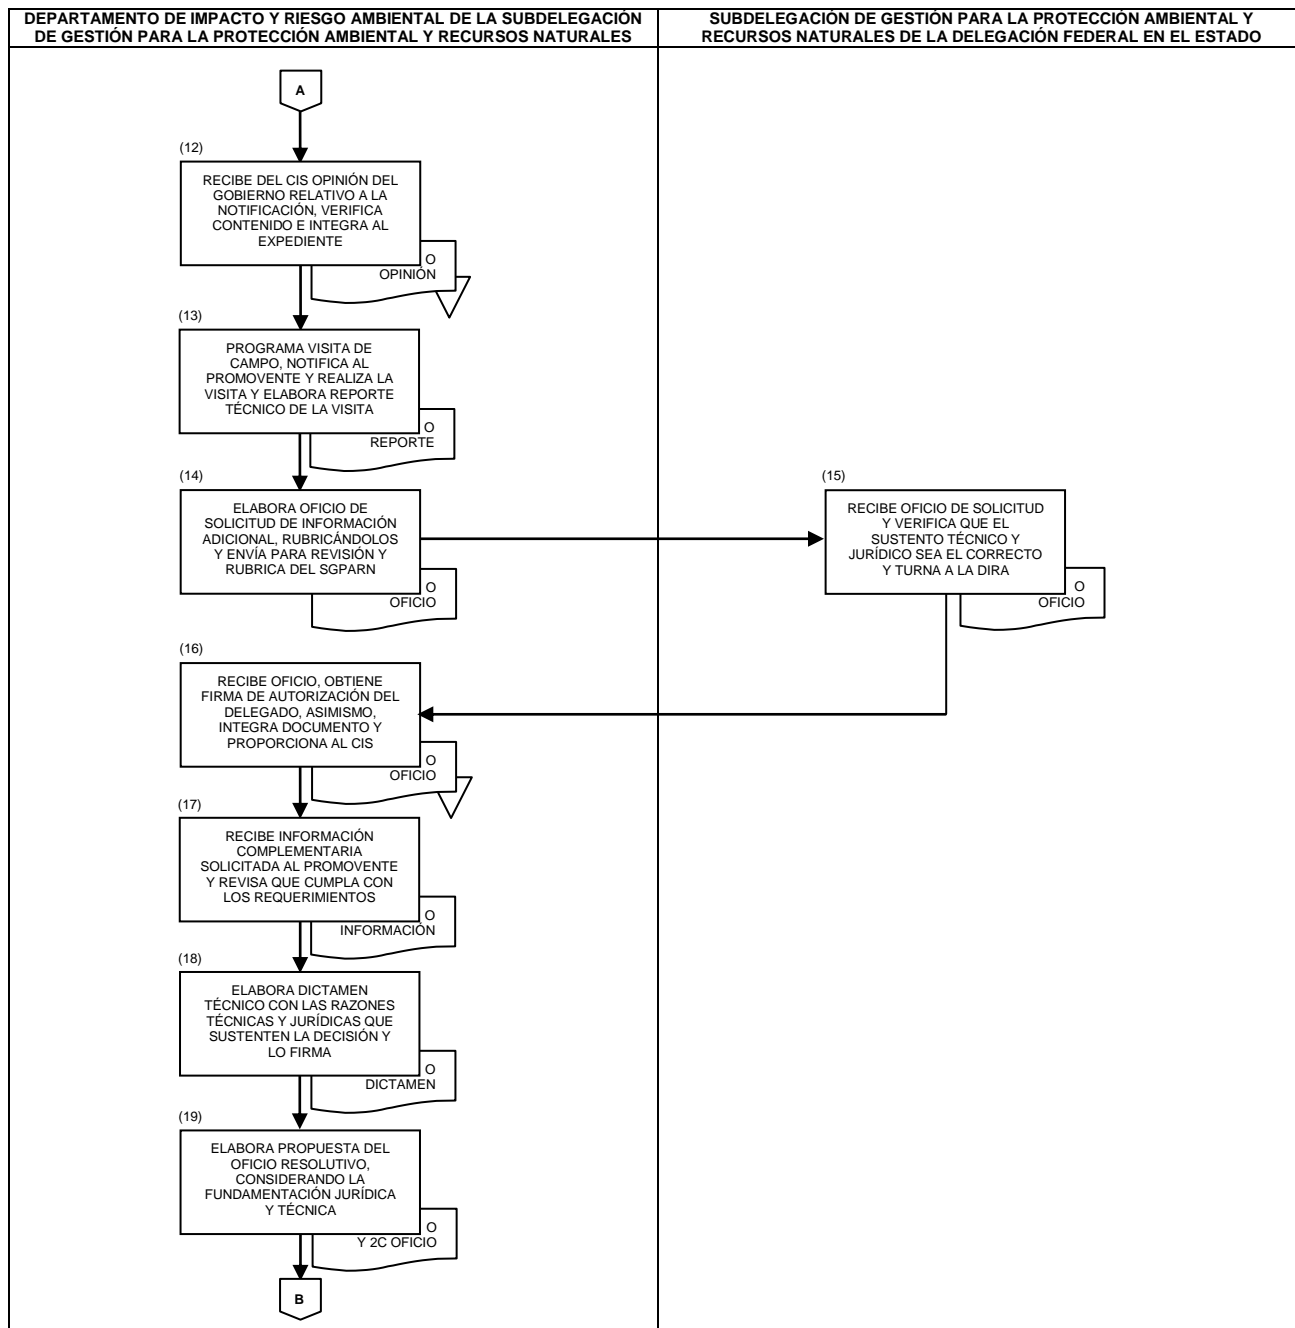 DEPARTAMENTO DE IMPACTO Y RIESGO AMBIENTAL DE LA SUBDELEGACIÓN
DE GESTIÓN PARA LA PROTECCIÓN AMBIENTAL Y RECURSOS NATURALES
SUBDELEGACIÓN DE GESTIÓN PARA LA PROTECCIÓN AMBIENTAL Y
RECURSOS NATURALES DE LA DELEGACIÓN FEDERAL EN EL ESTADO
A
(12)
RECIBE DEL CIS OPINIÓN DEL
GOBIERNO RELATIVO A LA
NOTIFICACIÓN, VERIFICA
CONTENIDO E INTEGRA AL
EXPEDIENTE
O
OPINIÓN
(13)
PROGRAMA VISITA DE
CAMPO, NOTIFICA AL
PROMOVENTE Y REALIZA LA
VISITA Y ELABORA REPORTE
TÉCNICO DE LA VISITA
O
REPORTE
(14)
ELABORA OFICIO DE
SOLICITUD DE INFORMACIÓN
ADICIONAL, RUBRICÁNDOLOS
Y ENVÍA PARA REVISIÓN Y
RUBRICA DEL SGPARN
O
OFICIO
(15)
RECIBE OFICIO DE SOLICITUD
Y VERIFICA QUE EL
SUSTENTO TÉCNICO Y
JURÍDICO SEA EL CORRECTO
Y TURNA A LA DIRA
O
OFICIO
(16)
RECIBE OFICIO, OBTIENE
FIRMA DE AUTORIZACIÓN DEL
DELEGADO, ASIMISMO,
INTEGRA DOCUMENTO Y
PROPORCIONA AL CIS
O
OFICIO
(17)
RECIBE INFORMACIÓN
COMPLEMENTARIA
SOLICITADA AL PROMOVENTE
Y REVISA QUE CUMPLA CON
LOS REQUERIMIENTOS
O
INFORMACIÓN
(18)
ELABORA DICTAMEN
TÉCNICO CON LAS RAZONES
TÉCNICAS Y JURÍDICAS QUE
SUSTENTEN LA DECISIÓN Y
LO FIRMA
O
DICTAMEN
(19)
ELABORA PROPUESTA DEL
OFICIO RESOLUTIVO,
CONSIDERANDO LA
FUNDAMENTACIÓN JURÍDICA
Y TÉCNICA
O
Y 2C OFICIO
B